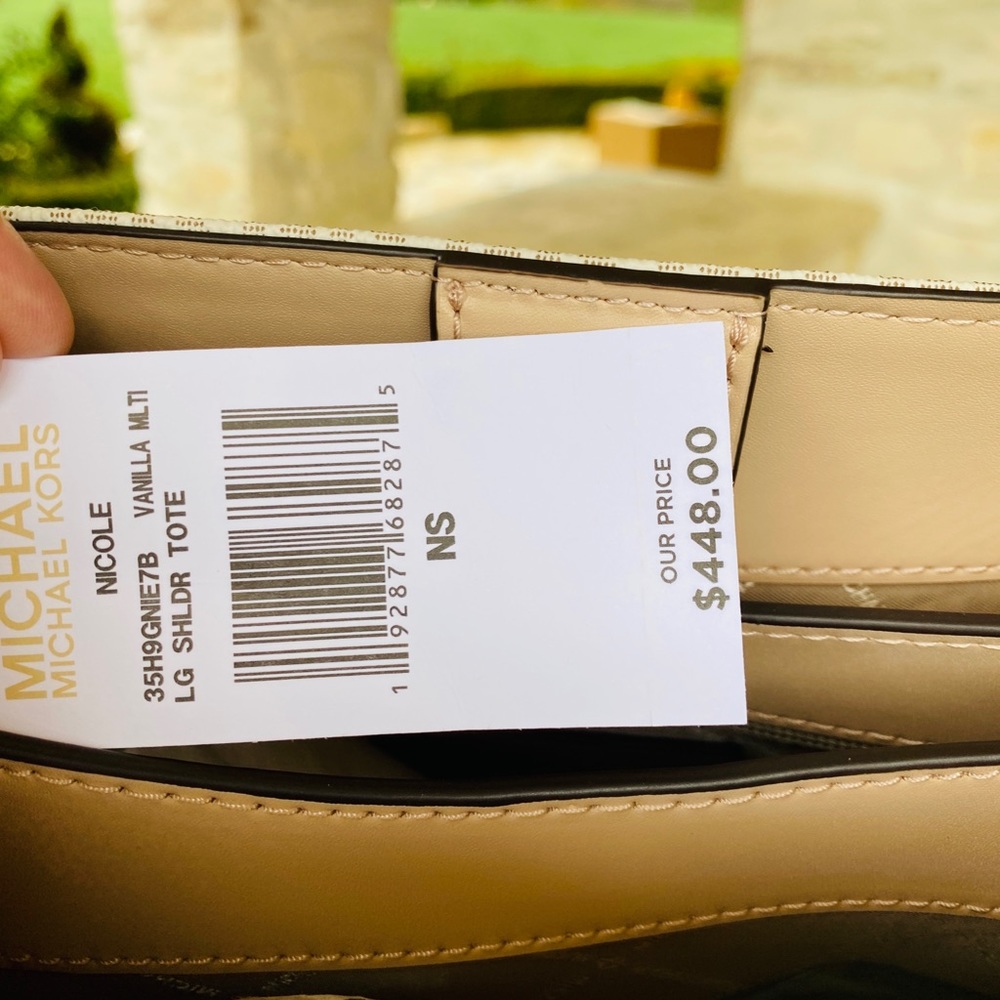 MICHAEL
MICHAEL KORS
NICOLE
35H9GNIE7B VANILLA MLTI
LG SHLDR TOTE
1 92877 68287 5
NS
OUR PRICE
$448.00